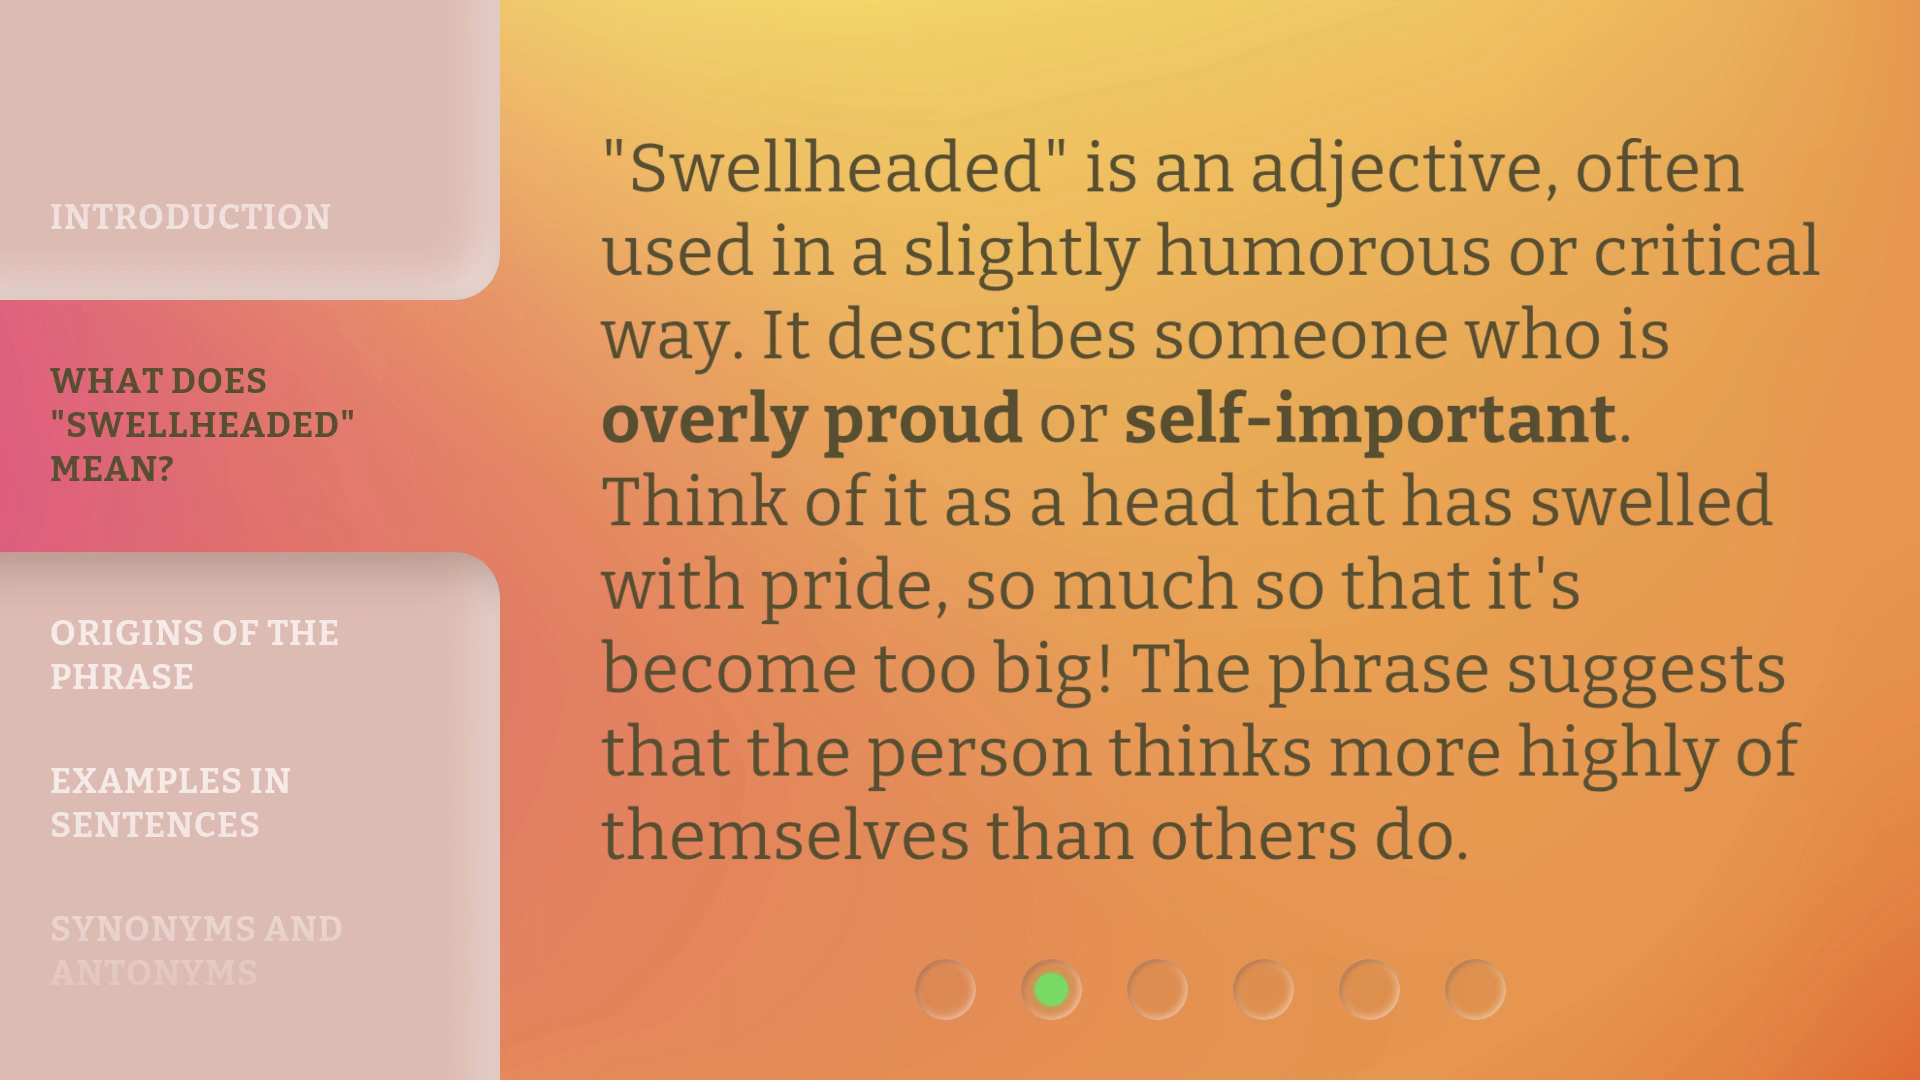 INTRODUCTION
WHAT DOES
"SWELLHEADED"
MEAN?
ORIGINS OF THE
PHRASE
EXAMPLES IN
SENTENCES
SYNONYMS AND
ANTONYMS
"Swellheaded" is an adjective, often
used in a slightly humorous or critical
way. It describes someone who is
overly proud or self-important.
Think of it as a head that has swelled
with pride, so much so that it's
become too big! The phrase suggests
that the person thinks more highly of
themselves than others do.